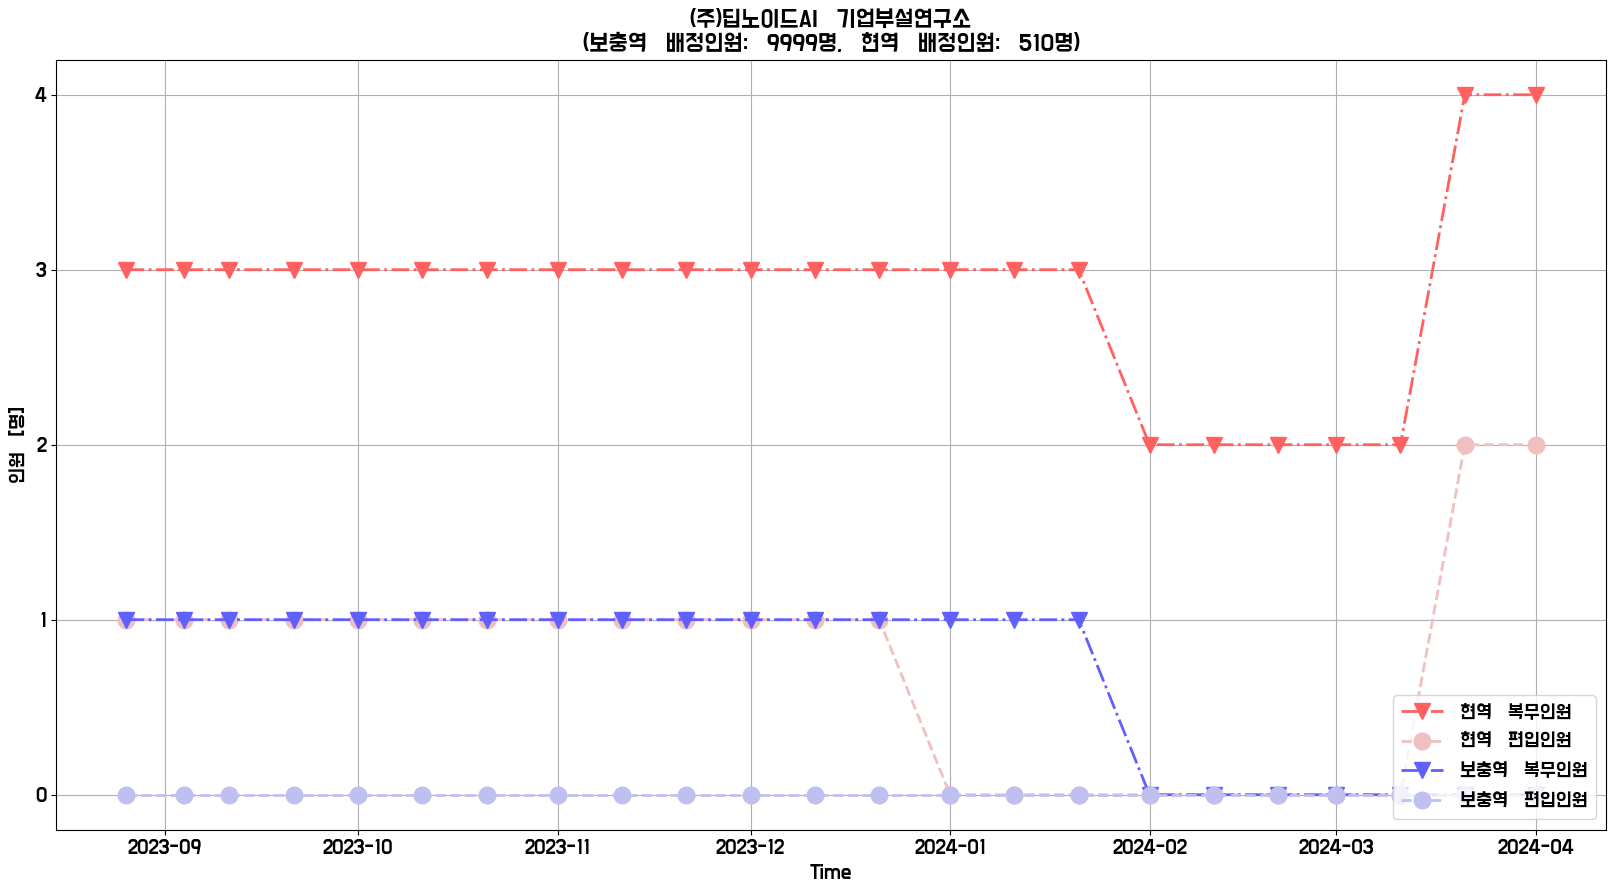 (주)딥노이드AI 기업부설연구소
(보충역 배정인원: 9999명, 현역 배정인원: 510명)
4
3
2
1
0
인원 [명]
2023-09 2023-10 2023-11 2023-12 2024-01 2024-02 2024-03 2024-04
Time
현역 복무인원
현역 편입인원
보충역 복무인원
보충역 편입인원